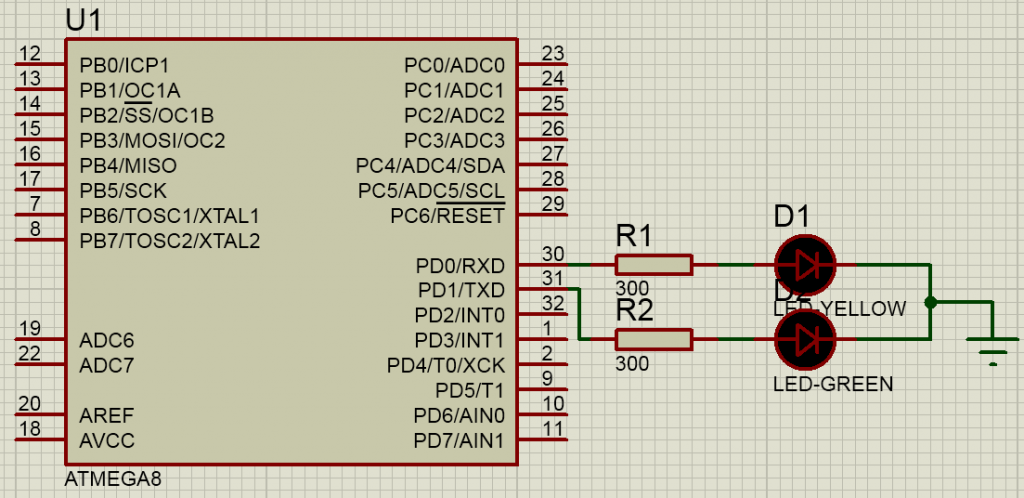 U1
12 PB0/ICP1 PC0/ADC0 23
13 PB1/OC1A PC1/ADC1 24
14 PB2/SS/OC1B PC2/ADC2 25
15 PB3/MOSI/OC2 PC3/ADC3 26
16 PB4/MISO PC4/ADC4/SDA 27
17 PB5/SCK PC5/ADC5/SCL 28
7 PB6/TOSC1/XTAL1 PC6/RESET 29
8 PB7/TOSC2/XTAL2
PD0/RXD 30
PD1/TXD 31
PD2/INT0 32
19 ADC6 PD3/INT1 1
22 ADC7 PD4/T0/XCK 2
PD5/T1 9
20 AREF PD6/AIN0 10
18 AVCC PD7/AIN1 11
ATMEGA8
R1
300
R2
300
D1
LED-YELLOW
D2
LED-GREEN